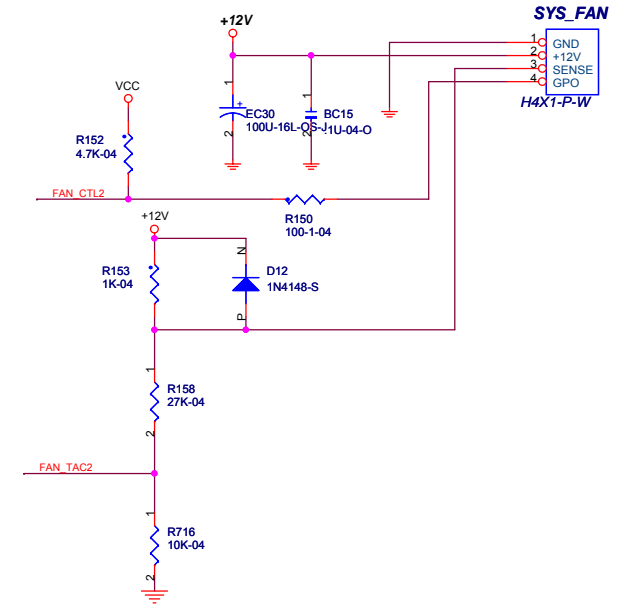 SYS_FAN
+12V
1 GND
2 +12V
3 SENSE
4 GPO
H4X1-P-W
1
+
EC30
100U-16L-OS-J
2
1
BC15
.1U-04-O
2
VCC
R152
4.7K-04
FAN_CTL2
R150
100-1-04
+12V
R153
1K-04
N
D12
1N4148-S
P
1
R158
27K-04
2
FAN_TAC2
1
R716
10K-04
2